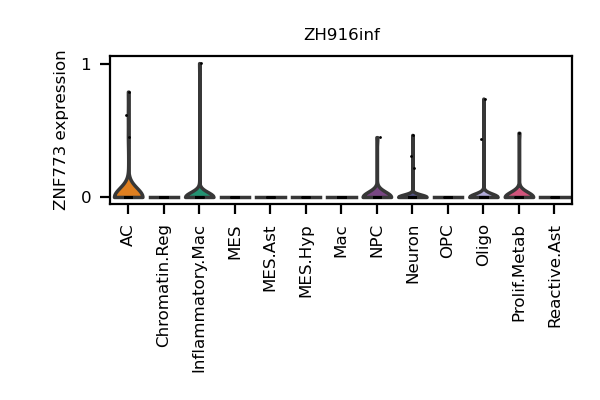 ZH916inf
ZNF773 expression
1
0
AC
Chromatin.Reg
Inflammatory.Mac
MES
MES.Ast
MES.Hyp
Mac
NPC
Neuron
OPC
Oligo
Prolif.Metab
Reactive.Ast